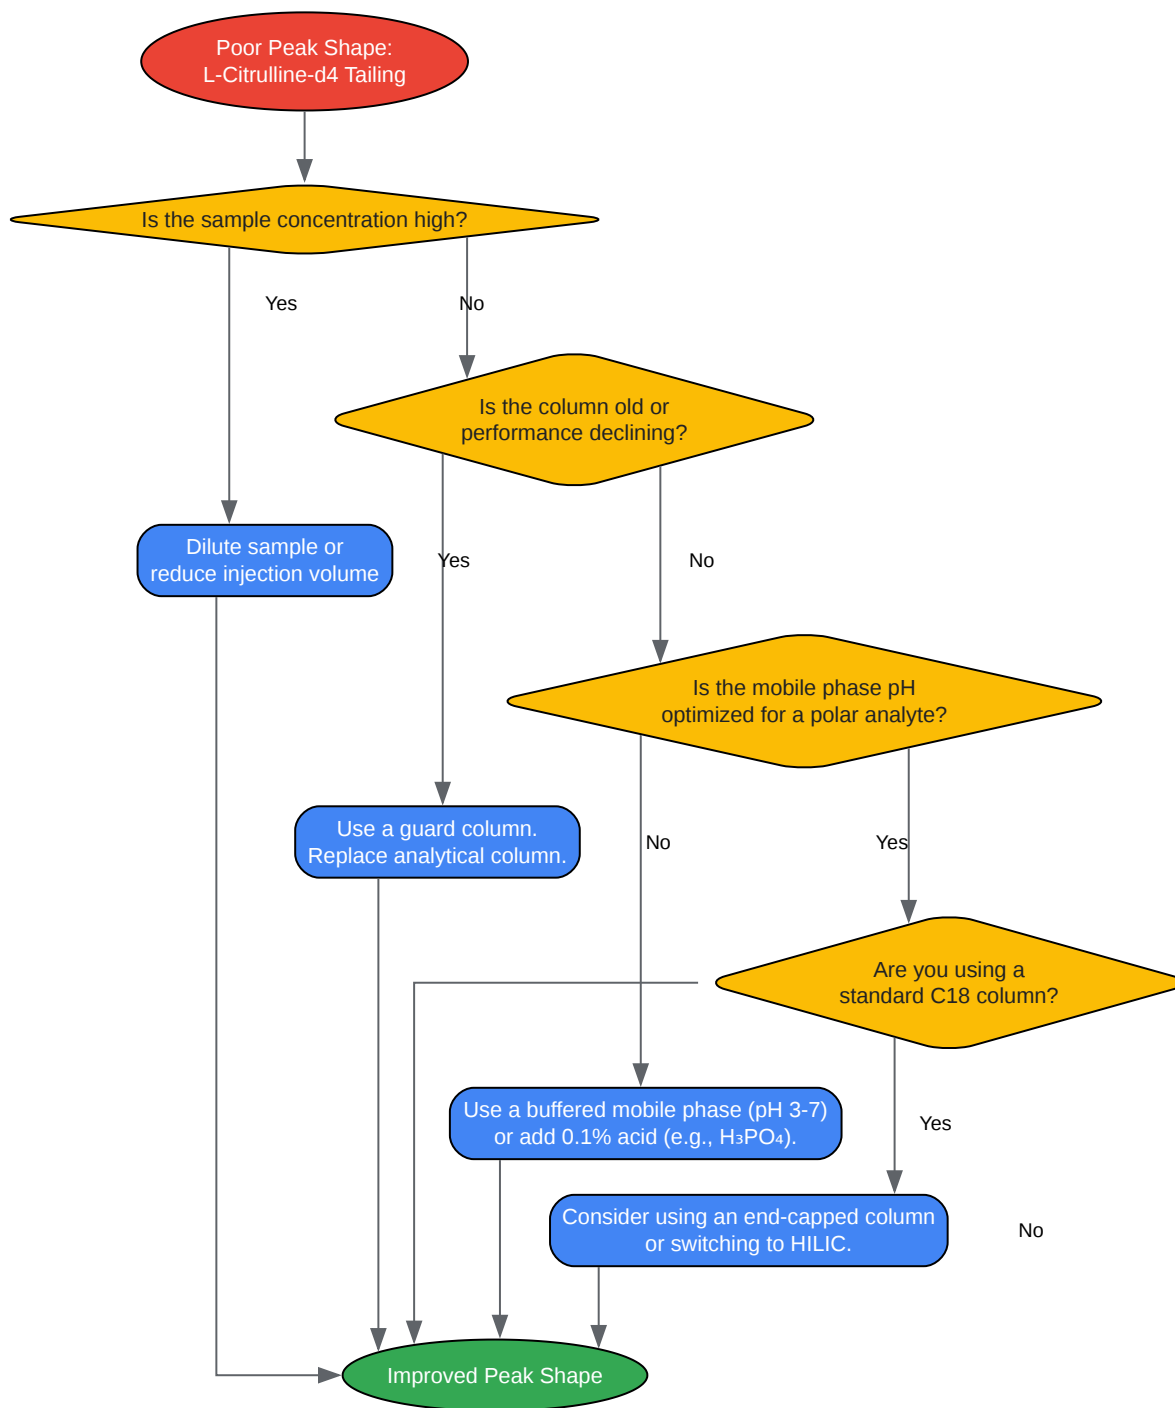 Poor Peak Shape:
L-Citrulline-d4 Tailing
Is the sample concentration high?
Yes
No
Is the column old or
performance declining?
Dilute sample or
reduce injection volume
Yes
No
Is the mobile phase pH
optimized for a polar analyte?
Use a guard column.
Replace analytical column.
No
Yes
Are you using a
standard C18 column?
Use a buffered mobile phase (pH 3-7)
or add 0.1% acid (e.g., H₃PO₄).
Yes
Consider using an end-capped column
or switching to HILIC.
No
Improved Peak Shape